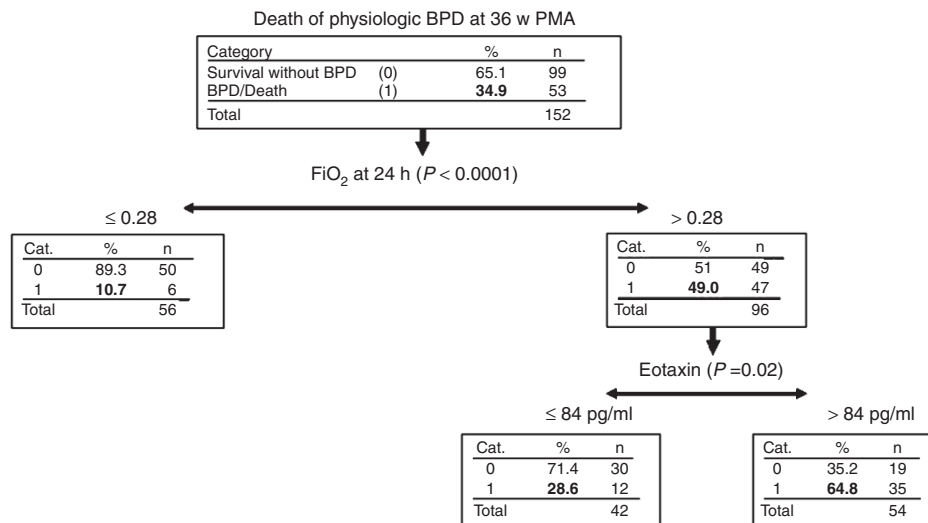 Death of physiologic BPD at 36 w PMA
Category % n
Survival without BPD (0) 65.1 99
BPD/Death (1) 34.9 53
Total 152
FiO2 at 24 h (P < 0.0001)
≤ 0.28
Cat. % n
0 89.3 50
1 10.7 6
Total 56
> 0.28
Cat. % n
0 51 49
1 49.0 47
Total 96
Eotaxin (P =0.02)
≤ 84 pg/ml
Cat. % n
0 71.4 30
1 28.6 12
Total 42
> 84 pg/ml
Cat. % n
0 35.2 19
1 64.8 35
Total 54